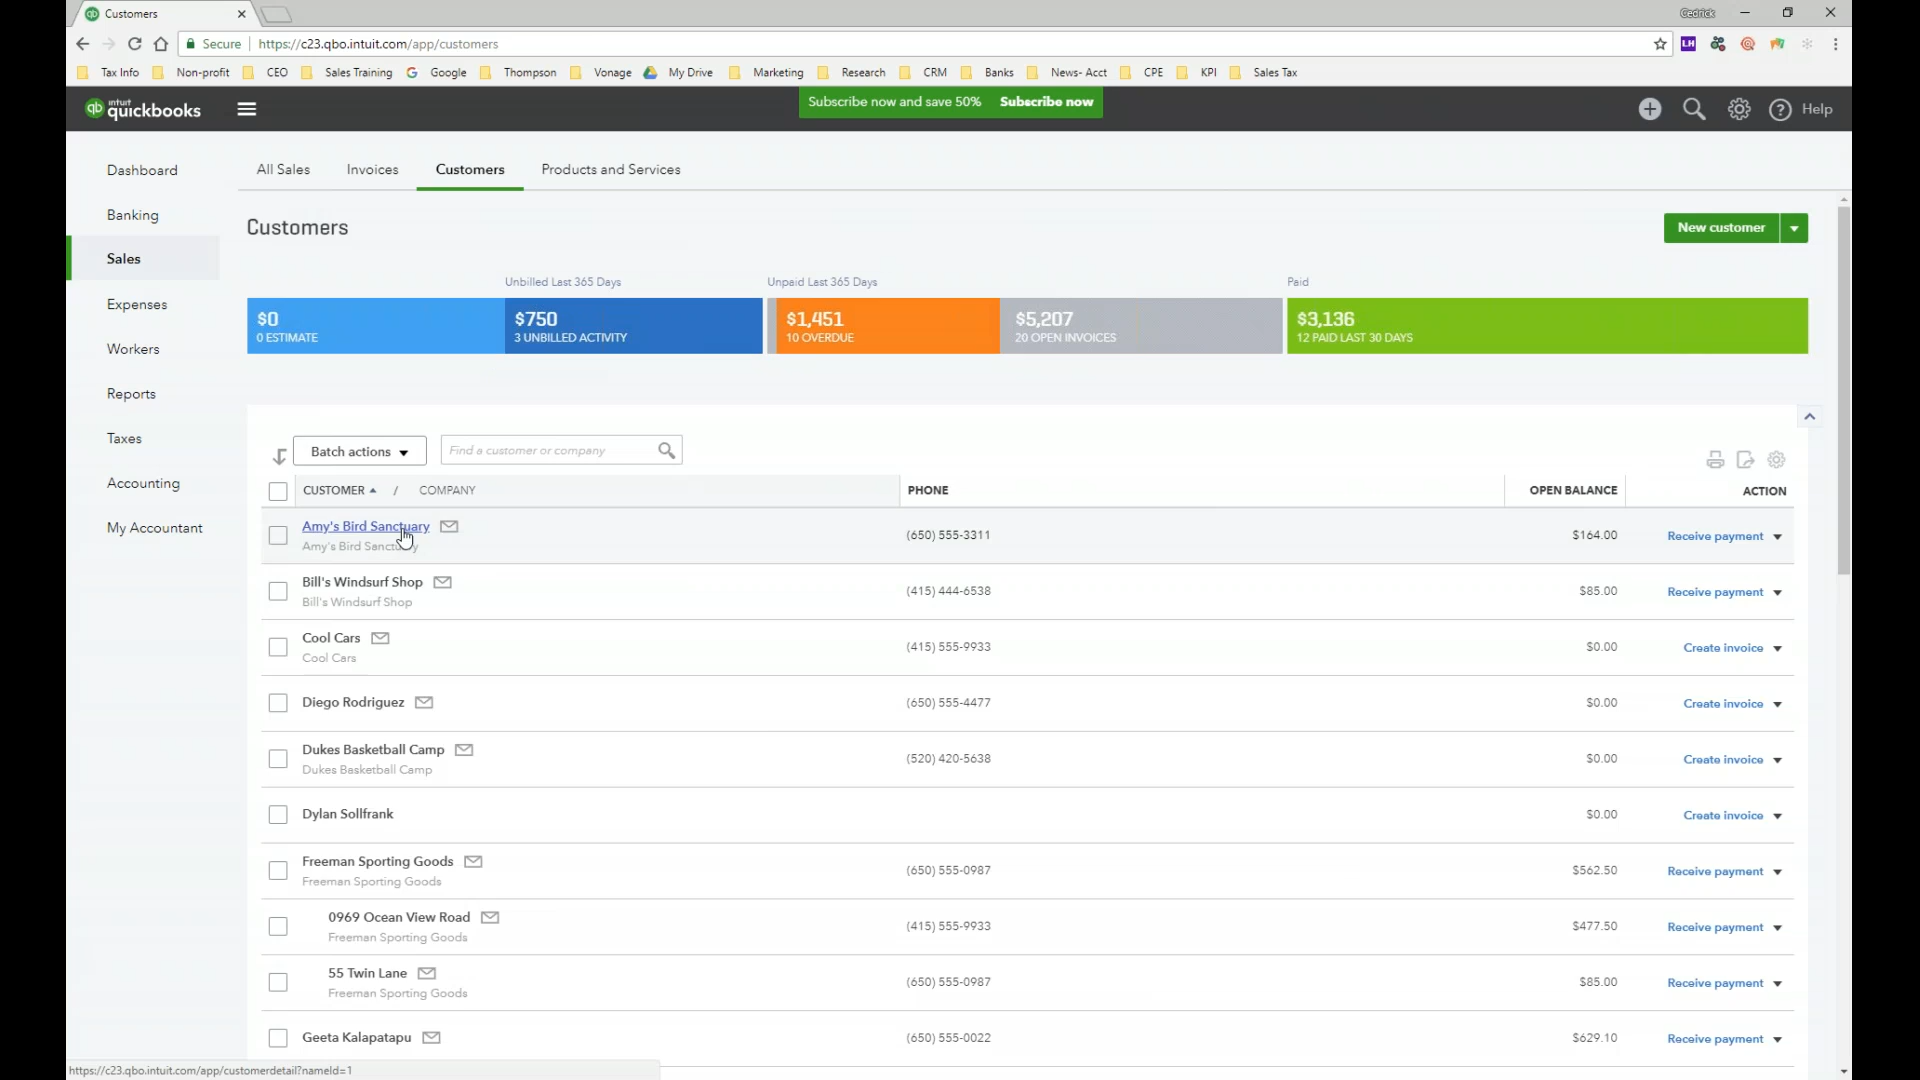 Customers
Cedrick
Secure
https://c23.qbo.intuit.com/app/customers
LH
Tax Info Non-profit CEO Sales Training Google Thompson Vonage My Drive Marketing Research CRM Banks News- Acct CPE KPI Sales Tax
qb intuit quickbooks
Subscribe now and save 50% Subscribe now
Help
Dashboard
Banking
Sales
Expenses
Workers
Reports
Taxes
Accounting
My Accountant
All Sales Invoices Customers Products and Services
Customers
New customer
Unbilled Last 365 Days Unpaid Last 365 Days Paid
$0 $750 $1,451 $5,207 $3,136
0 ESTIMATE 3 UNBILLED ACTIVITY 10 OVERDUE 20 OPEN INVOICES 12 PAID LAST 30 DAYS
Batch actions Find a customer or company
CUSTOMER / COMPANY PHONE OPEN BALANCE ACTION
Amy's Bird Sanctuary (650) 555-3311 $164.00 Receive payment
Amy's Bird Sanctuary
Bill's Windsurf Shop (415) 444-6538 $85.00 Receive payment
Bill's Windsurf Shop
Cool Cars (415) 555-9933 $0.00 Create invoice
Cool Cars
Diego Rodriguez (650) 555-4477 $0.00 Create invoice
Dukes Basketball Camp (520) 420-5638 $0.00 Create invoice
Dukes Basketball Camp
Dylan Sollfrank $0.00 Create invoice
Freeman Sporting Goods (650) 555-0987 $562.50 Receive payment
Freeman Sporting Goods
0969 Ocean View Road (415) 555-9933 $477.50 Receive payment
Freeman Sporting Goods
55 Twin Lane (650) 555-0987 $85.00 Receive payment
Freeman Sporting Goods
Geeta Kalapatapu (650) 555-0022 $629.10 Receive payment
https://c23.qbo.intuit.com/app/customerdetail?nameId=1